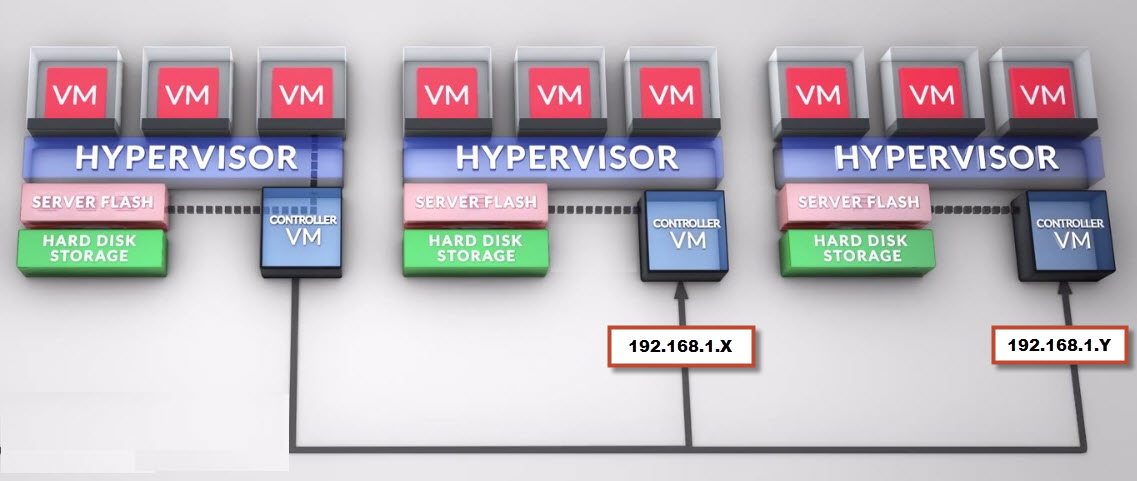 VM VM VM VM VM VM VM VM VM
HYPERVISOR HYPERVISOR HYPERVISOR
SERVER FLASH SERVER FLASH SERVER FLASH
CONTROLLER CONTROLLER CONTROLLER
VM VM VM
HARD DISK HARD DISK HARD DISK
STORAGE STORAGE STORAGE
192.168.1.X 192.168.1.Y